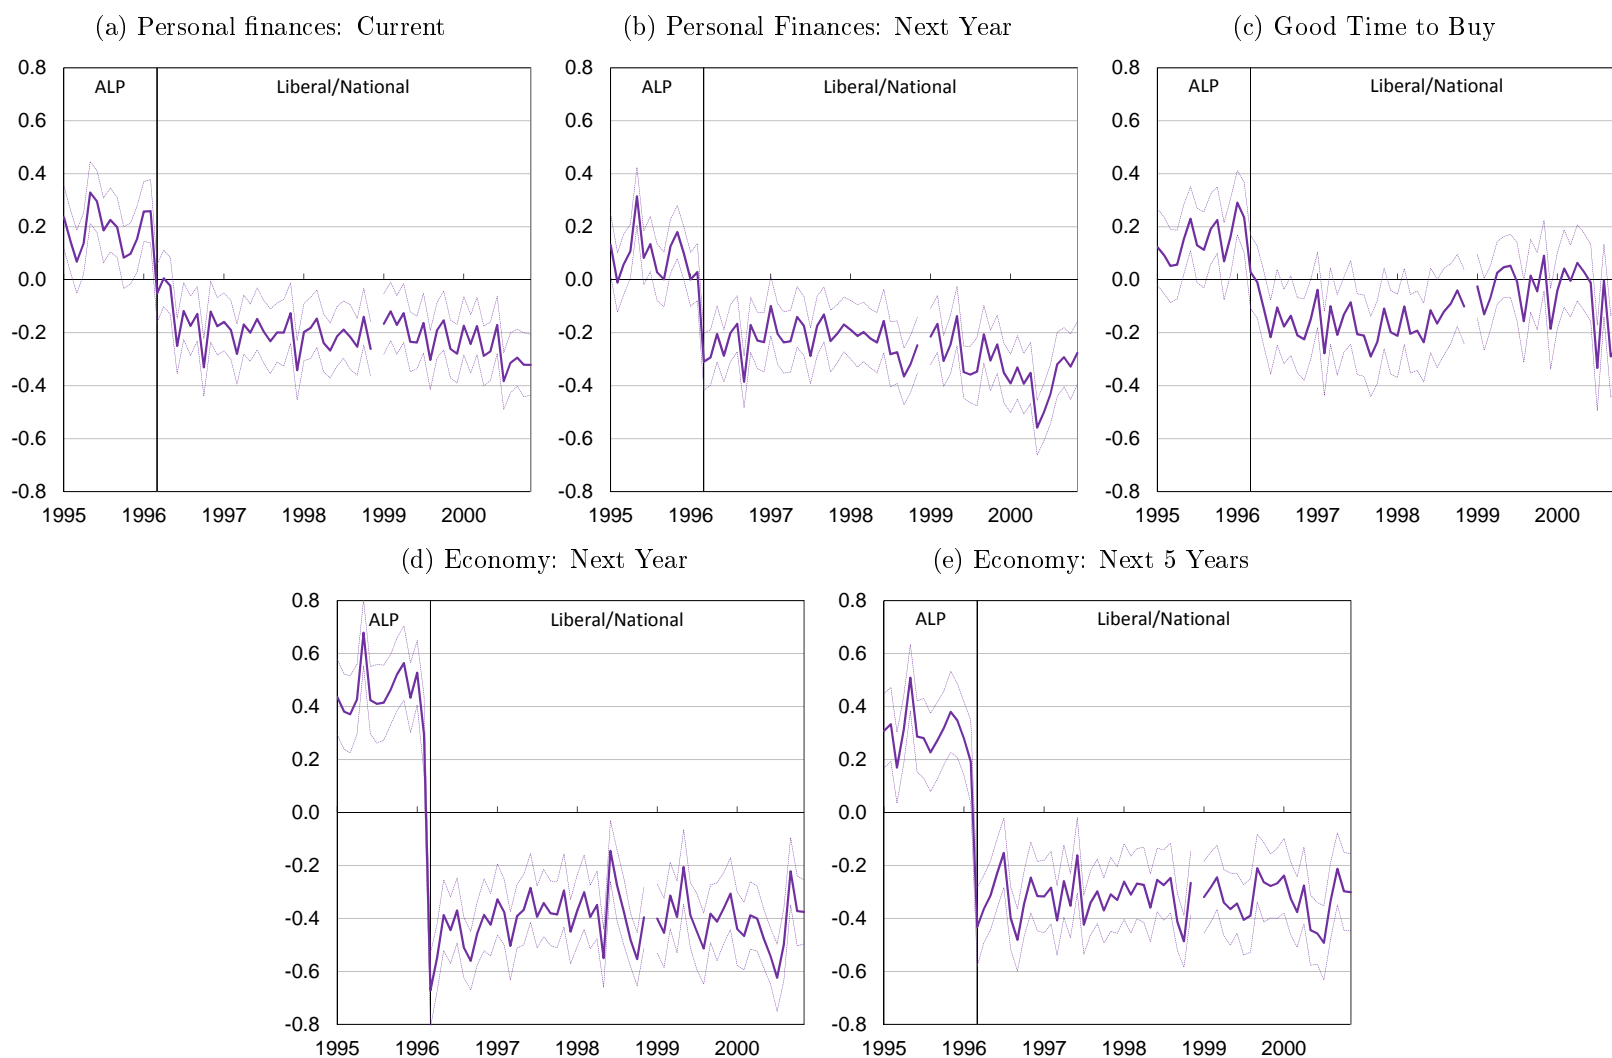 (a) Personal finances: Current
(b) Personal Finances: Next Year
(c) Good Time to Buy
0.8
ALP
Liberal/National
0.6
0.4
0.2
0.0
-0.2
-0.4
-0.6
-0.8
1995 1996 1997 1998 1999 2000
0.8
ALP
Liberal/National
0.6
0.4
0.2
0.0
-0.2
-0.4
-0.6
-0.8
1995 1996 1997 1998 1999 2000
0.8
ALP
Liberal/National
0.6
0.4
0.2
0.0
-0.2
-0.4
-0.6
-0.8
1995 1996 1997 1998 1999 2000
(d) Economy: Next Year
(e) Economy: Next 5 Years
0.8
ALP
Liberal/National
0.6
0.4
0.2
0.0
-0.2
-0.4
-0.6
-0.8
1995 1996 1997 1998 1999 2000
0.8
ALP
Liberal/National
0.6
0.4
0.2
0.0
-0.2
-0.4
-0.6
-0.8
1995 1996 1997 1998 1999 2000